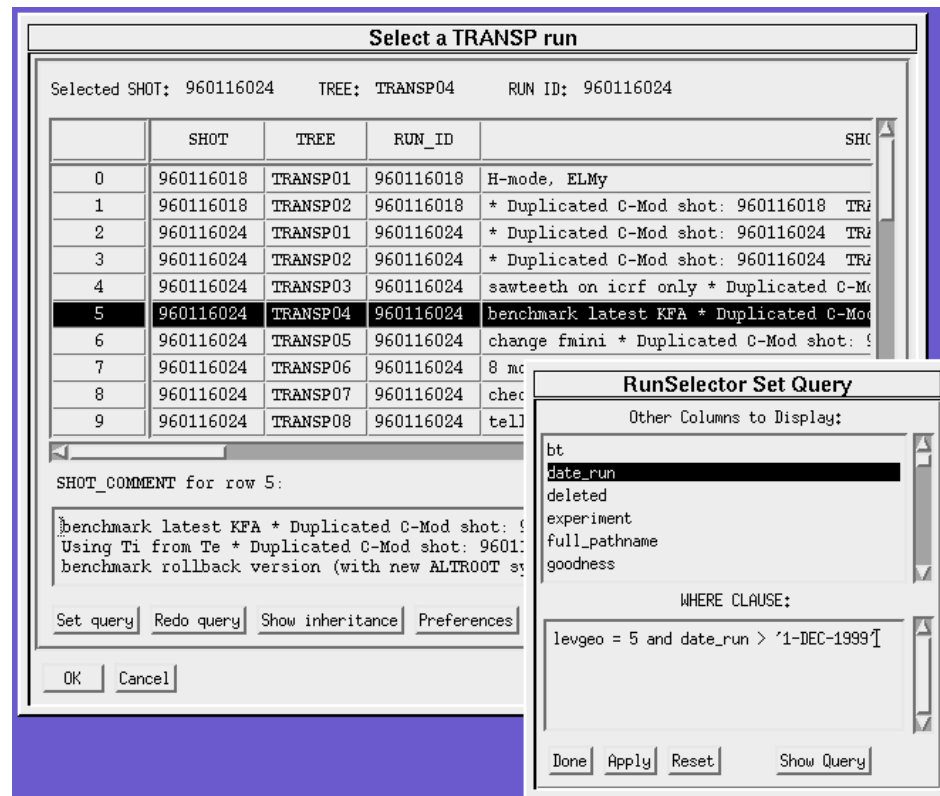 Select a TRANSP run
Selected SHOT: 960116024 TREE: TRANSP04 RUN ID: 960116024
SHOT TREE RUN_ID
0 960116018 TRANSP01 960116018 H-mode, ELMy
1 960116018 TRANSP02 960116018 * Duplicated C-Mod shot: 960116018
2 960116024 TRANSP01 960116024 * Duplicated C-Mod shot: 960116024
3 960116024 TRANSP02 960116024 * Duplicated C-Mod shot: 960116024
4 960116024 TRANSP03 960116024 sawteeth on icrf only * Duplicated
5 960116024 TRANSP04 960116024 benchmark latest KFA * Duplicated
6 960116024 TRANSP05 960116024 change fmini * Duplicated C-Mod shot:
7 960116024 TRANSP06 960116024 8
8 960116024 TRANSP07 960116024
9 960116024 TRANSP08 960116024
SHOT_COMMENT for row 5:
benchmark latest KFA * Duplicated C-Mod shot:
Using Ti from Te * Duplicated C-Mod shot:
benchmark rollback version (with new ALTROOT
Set query Redo query Show inheritance Preferences
OK Cancel
RunSelector Set Query
Other Columns to Display:
bt
date_run
deleted
experiment
full_pathname
goodness
WHERE CLAUSE:
levgeo = 5 and date_run > '1-DEC-1999'
Done Apply Reset Show Query